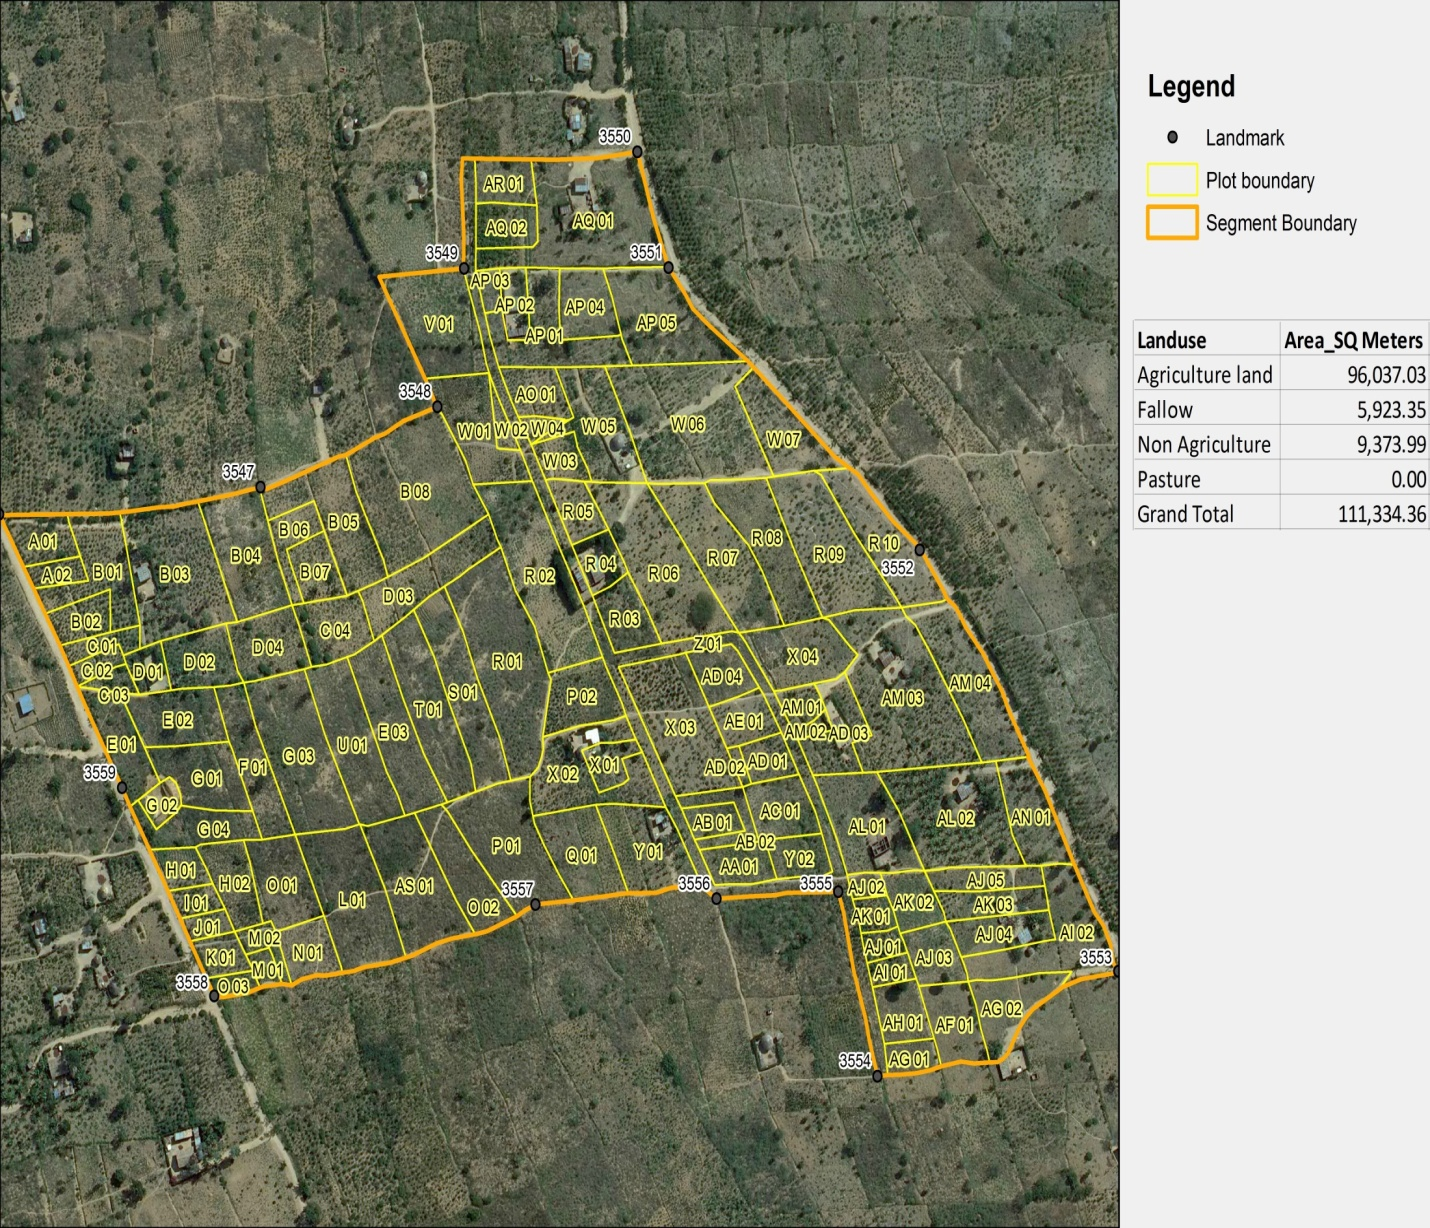 3550
AR 01
AQ 02
AQ 01
3549
3551
AP 03
AP 02
AP 04
V 01
AP 01
AP 05
3548
AO 01
W 01
W 02
W 04
W 05
W 06
W 07
W 03
3547
B 08
B 06
B 05
R 05
A 01
B 04
R 08
R 10
A 02
B 01
B 03
B 07
R 02
R 04
R 06
R 07
R 09
3552
D 03
B 02
C 04
R 03
C 01
D 04
Z 01
C 02
D 01
D 02
R 01
X 04
C 03
AD 04
S 01
P 02
AM 01
AM 03
AM 04
E 02
T 01
X 03
AE 01
E 01
U 01
E 03
AM 02
AD 03
G 03
F 01
X 02
X 01
AD 02
AD 01
3559
G 01
G 02
G 04
AB 01
AC 01
AL 01
AL 02
AN 01
AB 02
P 01
Q 01
Y 01
AA 01
Y 02
H 01
H 02
O 01
L 01
AS 01
3557
3556
3555
AJ 02
AJ 05
I 01
O 02
AK 01
AK 02
AK 03
J 01
M 02
AJ 01
AJ 04
AI 02
K 01
N 01
AJ 03
3553
M 01
AI 01
3558
O 03
AH 01
AF 01
AG 02
3554
AG 01
Legend
Landmark
Plot boundary
Segment Boundary
Landuse Area_SQ Meters
Agriculture land 96,037.03
Fallow 5,923.35
Non Agriculture 9,373.99
Pasture 0.00
Grand Total 111,334.36